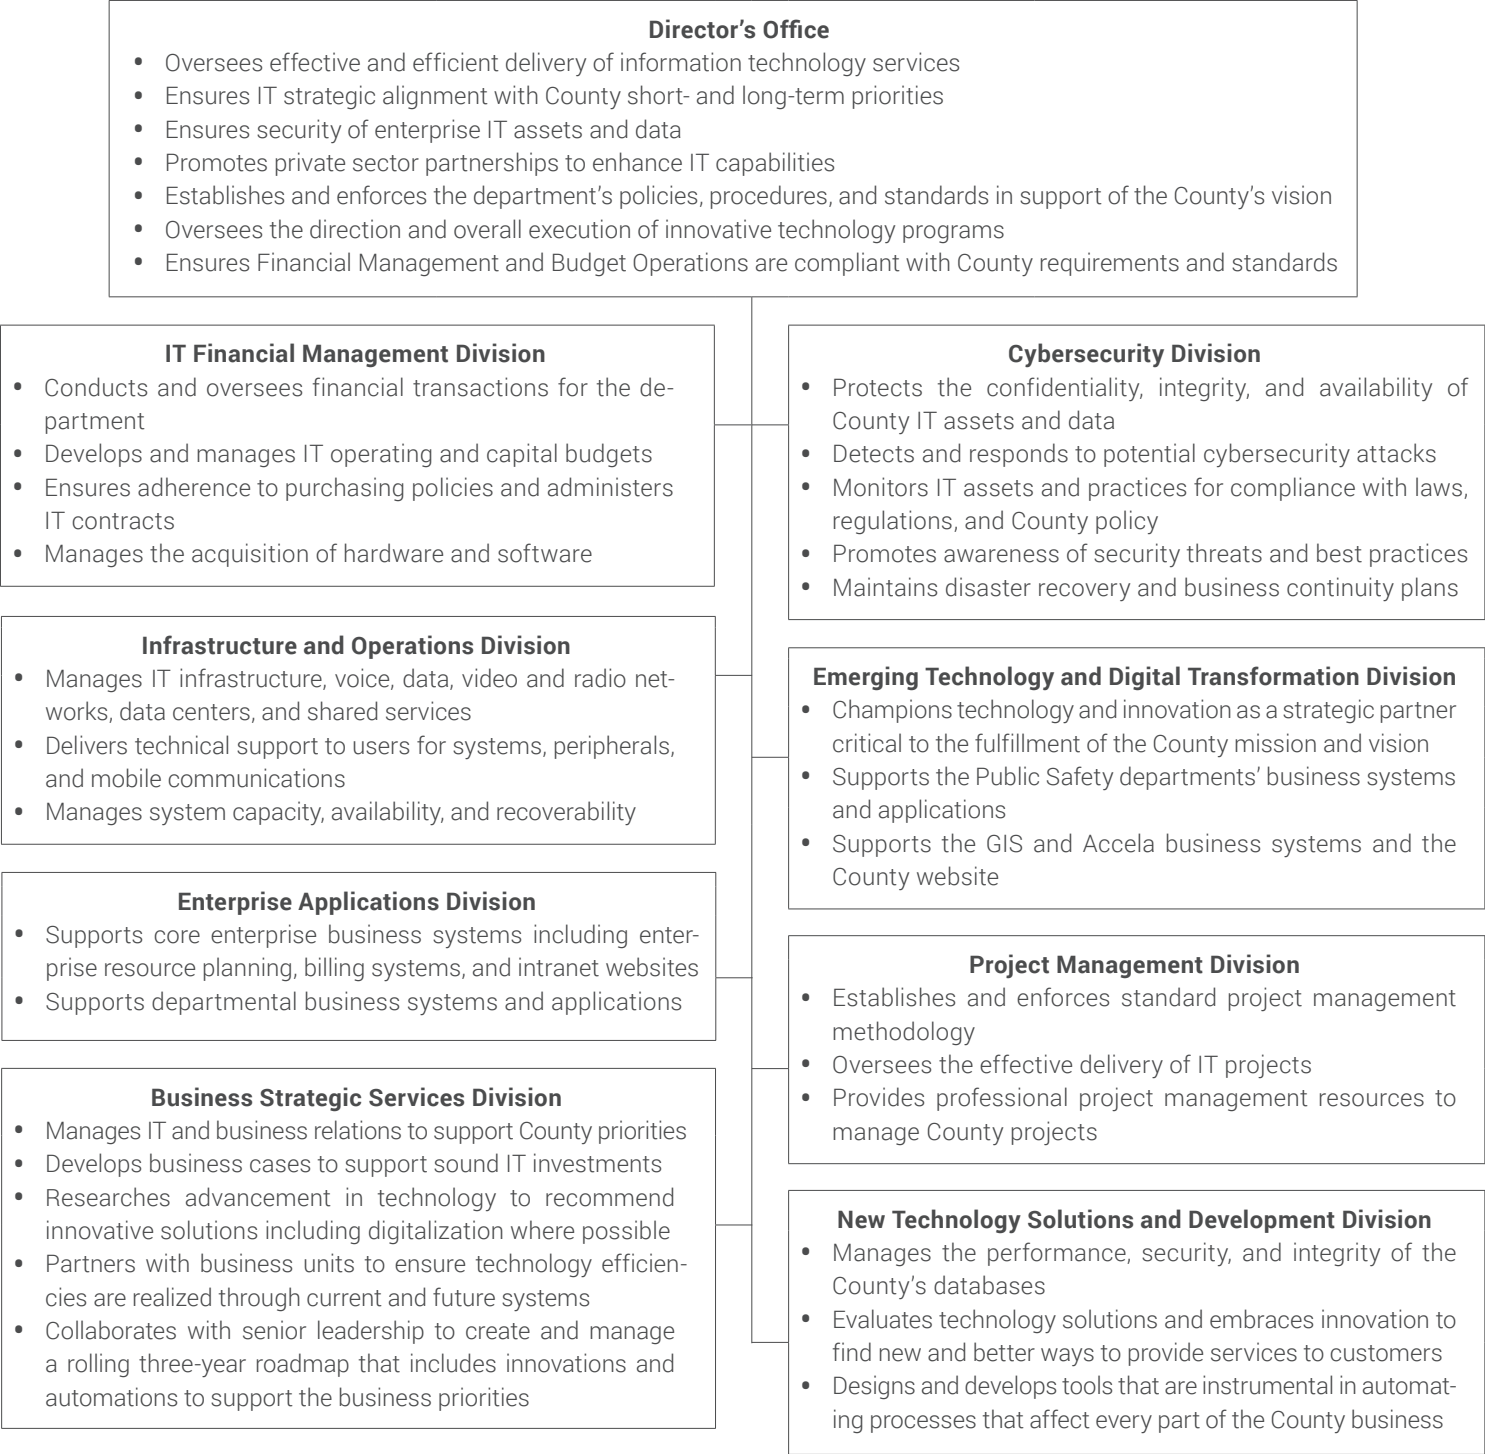 Director’s Office
• Oversees effective and efficient delivery of information technology services
• Ensures IT strategic alignment with County short- and long-term priorities
• Ensures security of enterprise IT assets and data
• Promotes private sector partnerships to enhance IT capabilities
• Establishes and enforces the department’s policies, procedures, and standards in support of the County’s vision
• Oversees the direction and overall execution of innovative technology programs
• Ensures Financial Management and Budget Operations are compliant with County requirements and standards
IT Financial Management Division
• Conducts and oversees financial transactions for the de-
partment
• Develops and manages IT operating and capital budgets
• Ensures adherence to purchasing policies and administers
IT contracts
• Manages the acquisition of hardware and software
Infrastructure and Operations Division
• Manages IT infrastructure, voice, data, video and radio net-
works, data centers, and shared services
• Delivers technical support to users for systems, peripherals,
and mobile communications
• Manages system capacity, availability, and recoverability
Enterprise Applications Division
• Supports core enterprise business systems including enter-
prise resource planning, billing systems, and intranet websites
• Supports departmental business systems and applications
Business Strategic Services Division
• Manages IT and business relations to support County priorities
• Develops business cases to support sound IT investments
• Researches advancement in technology to recommend
innovative solutions including digitalization where possible
• Partners with business units to ensure technology efficien-
cies are realized through current and future systems
• Collaborates with senior leadership to create and manage
a rolling three-year roadmap that includes innovations and
automations to support the business priorities
Cybersecurity Division
• Protects the confidentiality, integrity, and availability of
County IT assets and data
• Detects and responds to potential cybersecurity attacks
• Monitors IT assets and practices for compliance with laws,
regulations, and County policy
• Promotes awareness of security threats and best practices
• Maintains disaster recovery and business continuity plans
Emerging Technology and Digital Transformation Division
• Champions technology and innovation as a strategic partner
critical to the fulfillment of the County mission and vision
• Supports the Public Safety departments’ business systems
and applications
• Supports the GIS and Accela business systems and the
County website
Project Management Division
• Establishes and enforces standard project management
methodology
• Oversees the effective delivery of IT projects
• Provides professional project management resources to
manage County projects
New Technology Solutions and Development Division
• Manages the performance, security, and integrity of the
County’s databases
• Evaluates technology solutions and embraces innovation to
find new and better ways to provide services to customers
• Designs and develops tools that are instrumental in automat-
ing processes that affect every part of the County business